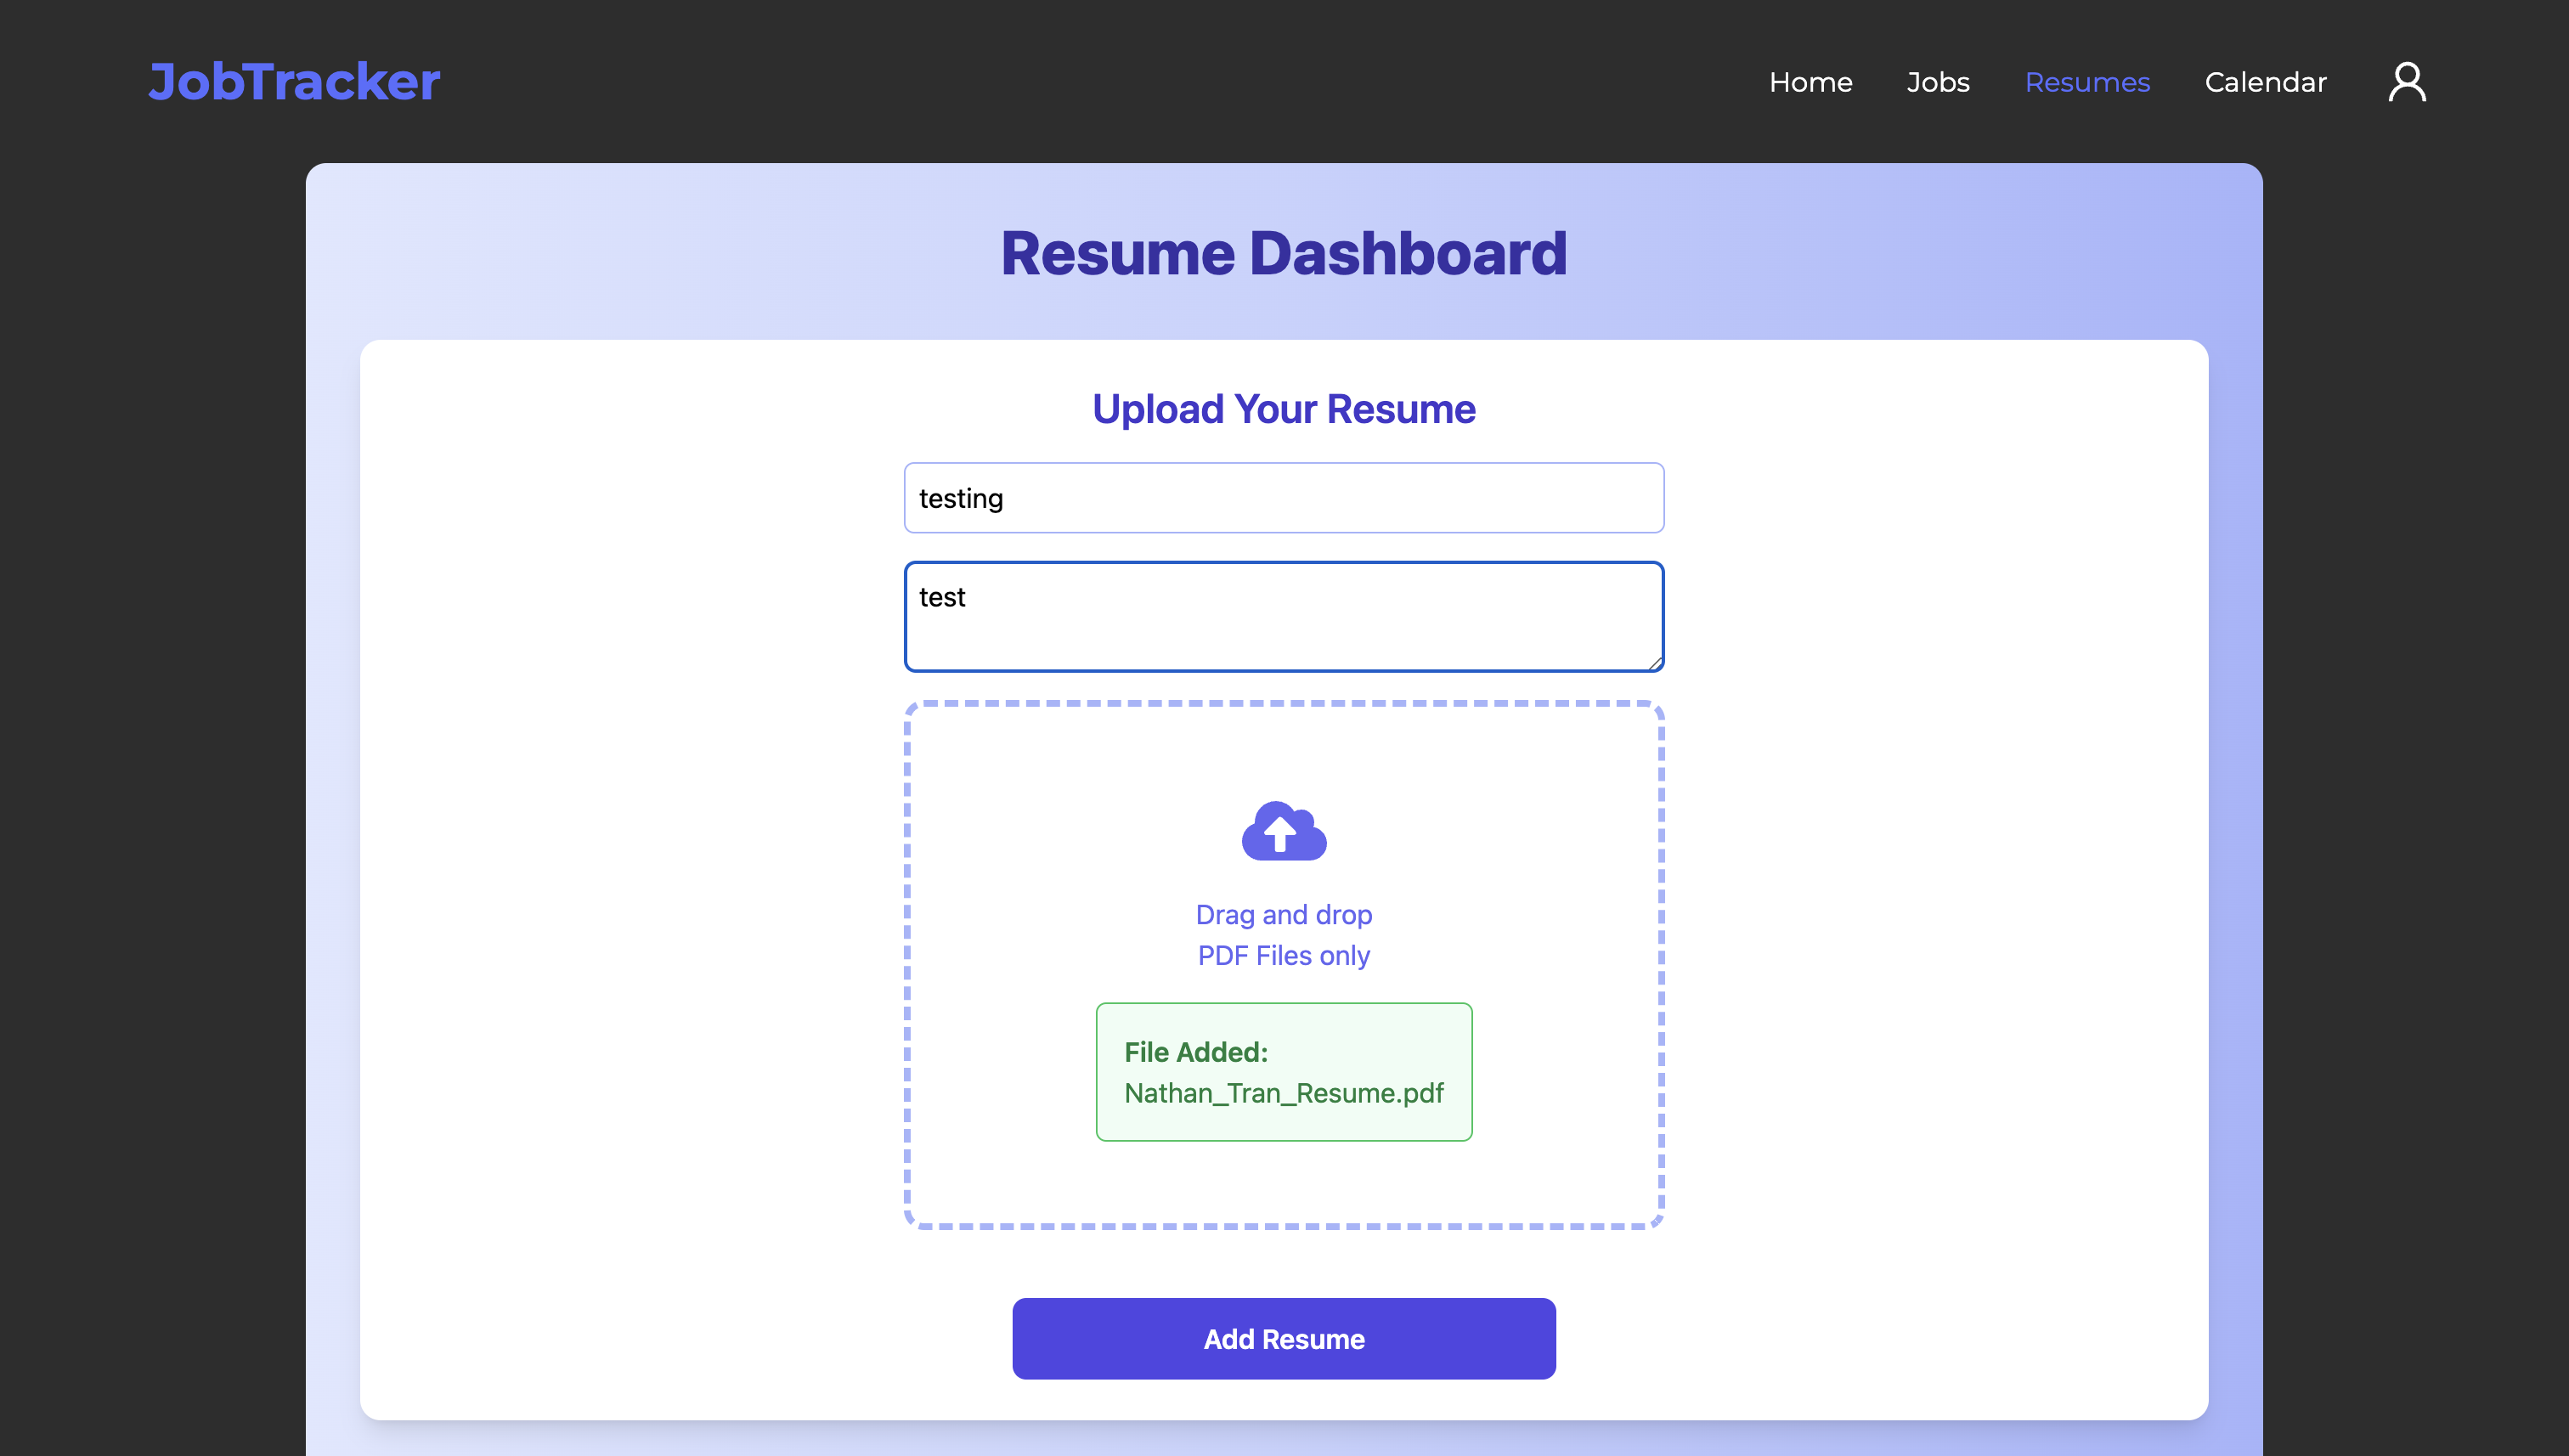 JobTracker
Home Jobs Resumes Calendar
Resume Dashboard
Upload Your Resume
testing
test
Drag and drop
PDF Files only
File Added:
Nathan_Tran_Resume.pdf
Add Resume